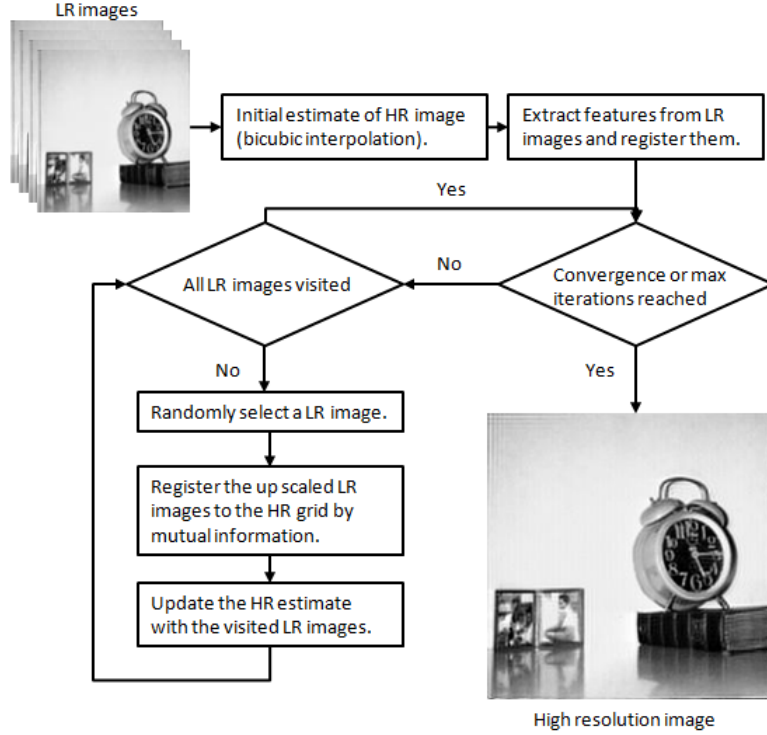 LR images
Initial estimate of HR image
(bicubic interpolation).
Extract features from LR
images and register them.
Yes
All LR images visited
No
Convergence or max
iterations reached
No
Yes
Randomly select a LR image.
Register the up scaled LR
images to the HR grid by
mutual information.
Update the HR estimate
with the visited LR images.
High resolution image